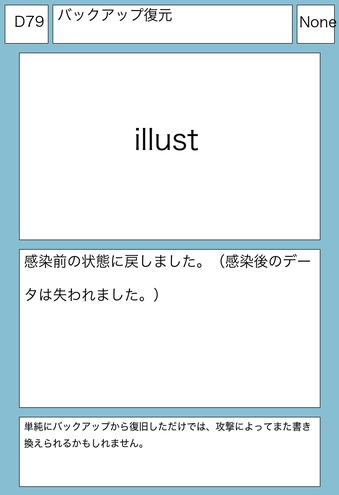 D79
バックアップ復元
None
illust
感染前の状態に戻しました。（感染後のデー
タは失われました。）
単純にバックアップから復旧しただけでは、攻撃によってまた書き
換えられるかもしれません。